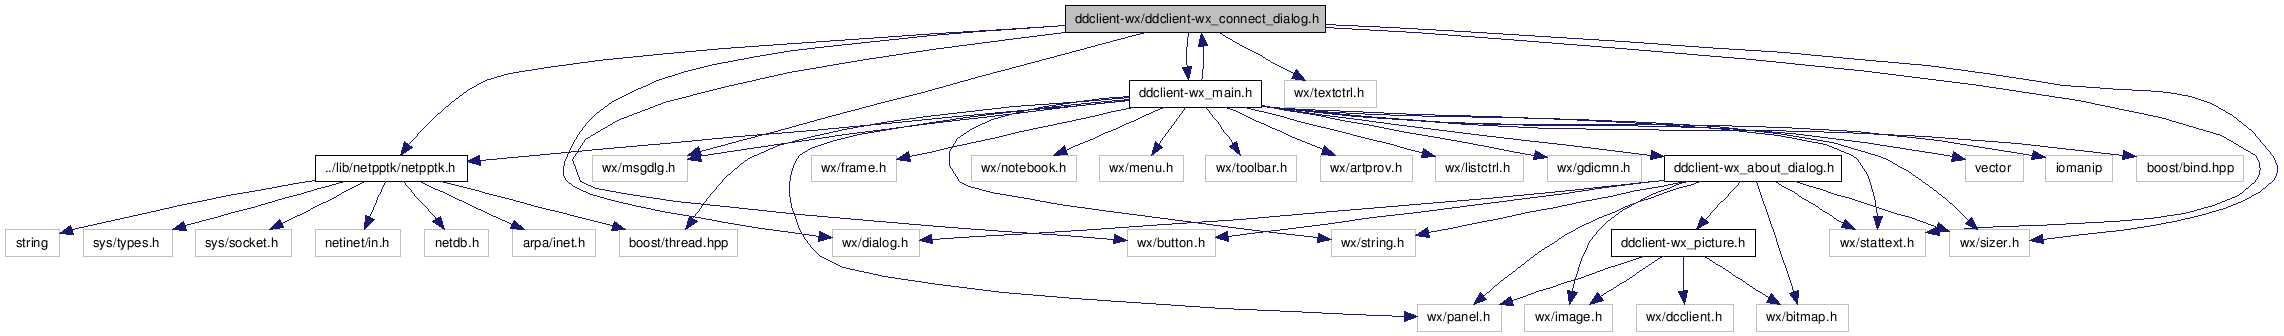 ddclient-wx/ddclient-wx_connect_dialog.h
ddclient-wx_main.h
wx/textctrl.h
../lib/netpptk/netpptk.h
wx/msgdlg.h
wx/frame.h
wx/notebook.h
wx/menu.h
wx/toolbar.h
wx/artprov.h
wx/listctrl.h
wx/gdicmn.h
ddclient-wx_about_dialog.h
vector
iomanip
boost/bind.hpp
string
sys/types.h
sys/socket.h
netinet/in.h
netdb.h
arpa/inet.h
boost/thread.hpp
wx/dialog.h
wx/button.h
wx/string.h
ddclient-wx_picture.h
wx/stattext.h
wx/sizer.h
wx/panel.h
wx/image.h
wx/dcclient.h
wx/bitmap.h